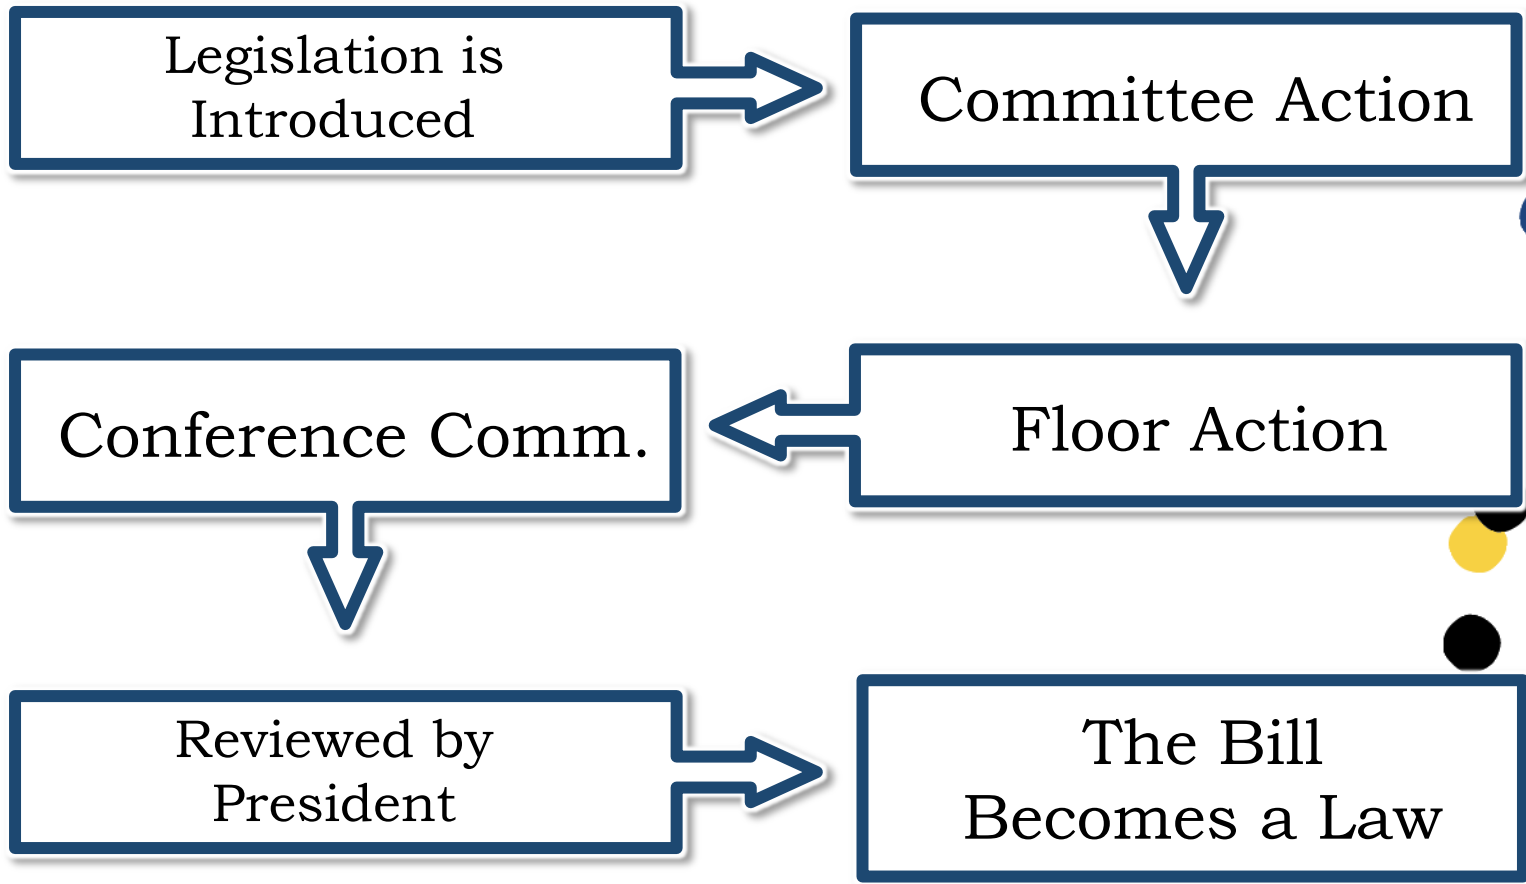 Legislation is
Introduced
Committee Action
Floor Action
Conference Comm.
Reviewed by
President
The Bill
Becomes a Law